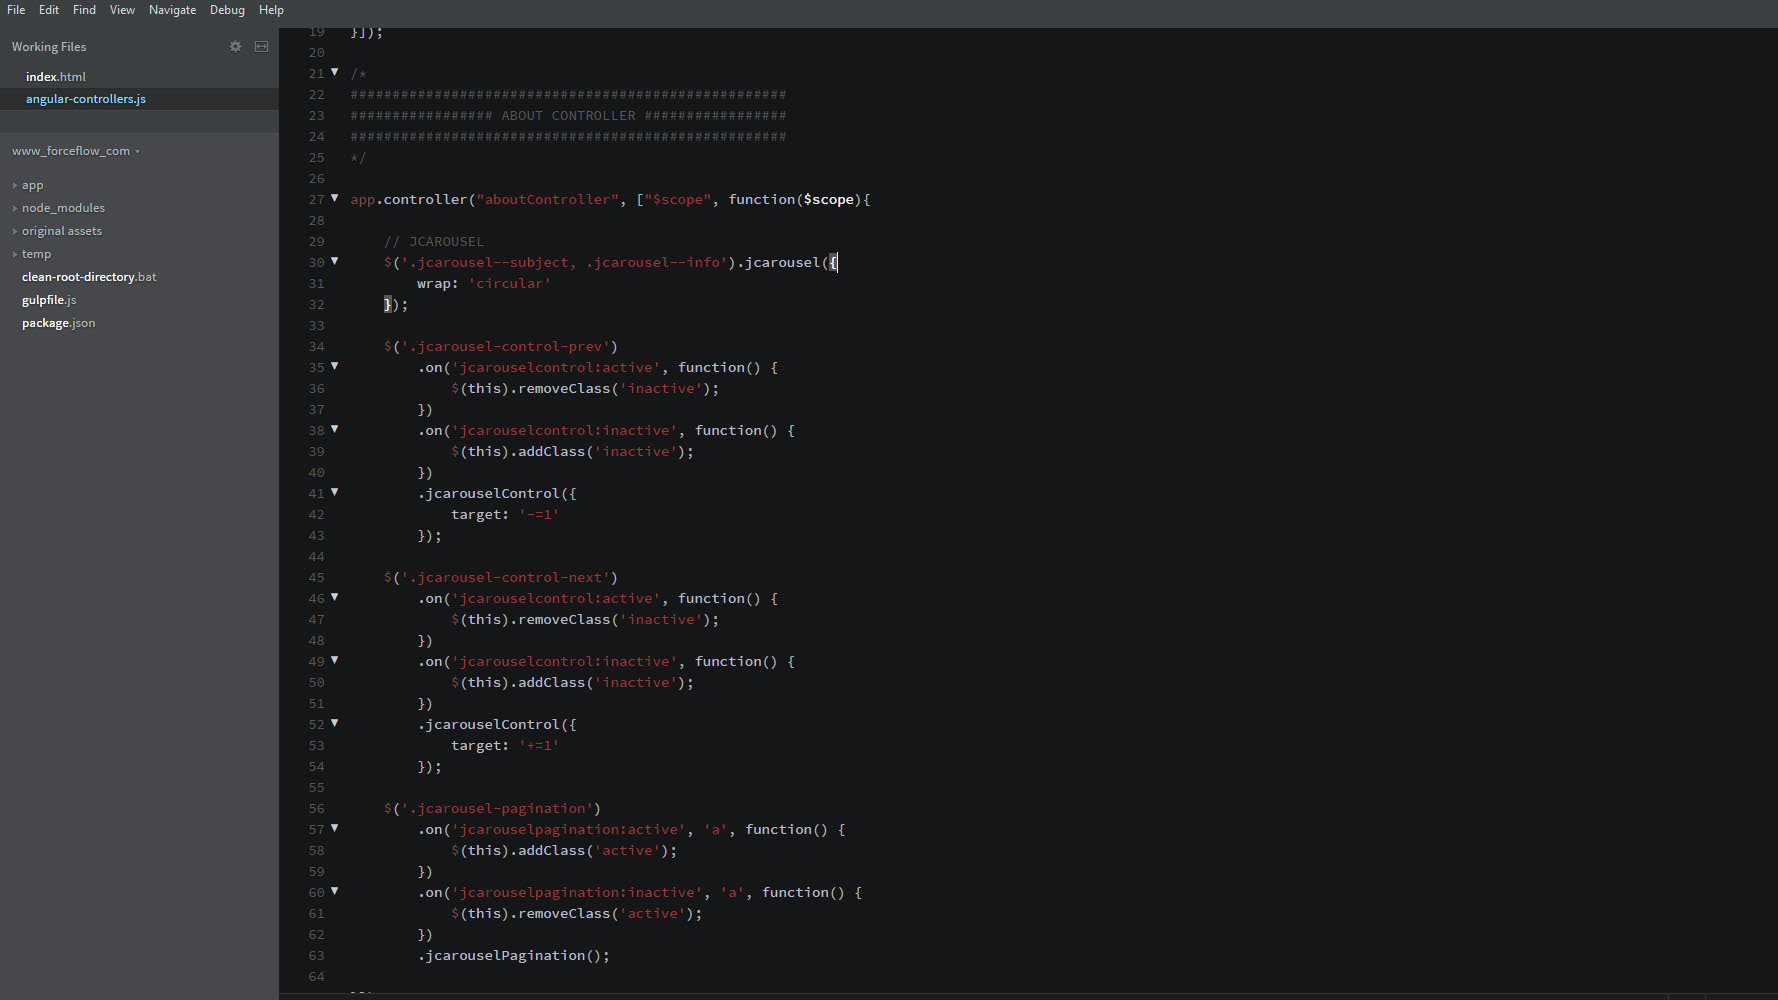 File Edit Find View Navigate Debug Help
Working Files
index.html
angular-controllers.js
www_forceflow_com
app
node_modules
original assets
temp
clean-root-directory.bat
gulpfile.js
package.json
19 }]);
20
21 /*
22 ####################################################
23 ################# ABOUT CONTROLLER #################
24 ####################################################
25 */
26
27 app.controller("aboutController", ["$scope", function($scope){
28
29     // JCAROUSEL
30     $('.jcarousel--subject, .jcarousel--info').jcarousel({
31         wrap: 'circular'
32     });
33
34     $('.jcarousel-control-prev')
35         .on('jcarouselcontrol:active', function() {
36             $(this).removeClass('inactive');
37         })
38         .on('jcarouselcontrol:inactive', function() {
39             $(this).addClass('inactive');
40         })
41         .jcarouselControl({
42             target: '-=1'
43         });
44
45     $('.jcarousel-control-next')
46         .on('jcarouselcontrol:active', function() {
47             $(this).removeClass('inactive');
48         })
49         .on('jcarouselcontrol:inactive', function() {
50             $(this).addClass('inactive');
51         })
52         .jcarouselControl({
53             target: '+=1'
54         });
55
56     $('.jcarousel-pagination')
57         .on('jcarouselpagination:active', 'a', function() {
58             $(this).addClass('active');
59         })
60         .on('jcarouselpagination:inactive', 'a', function() {
61             $(this).removeClass('active');
62         })
63         .jcarouselPagination();
64